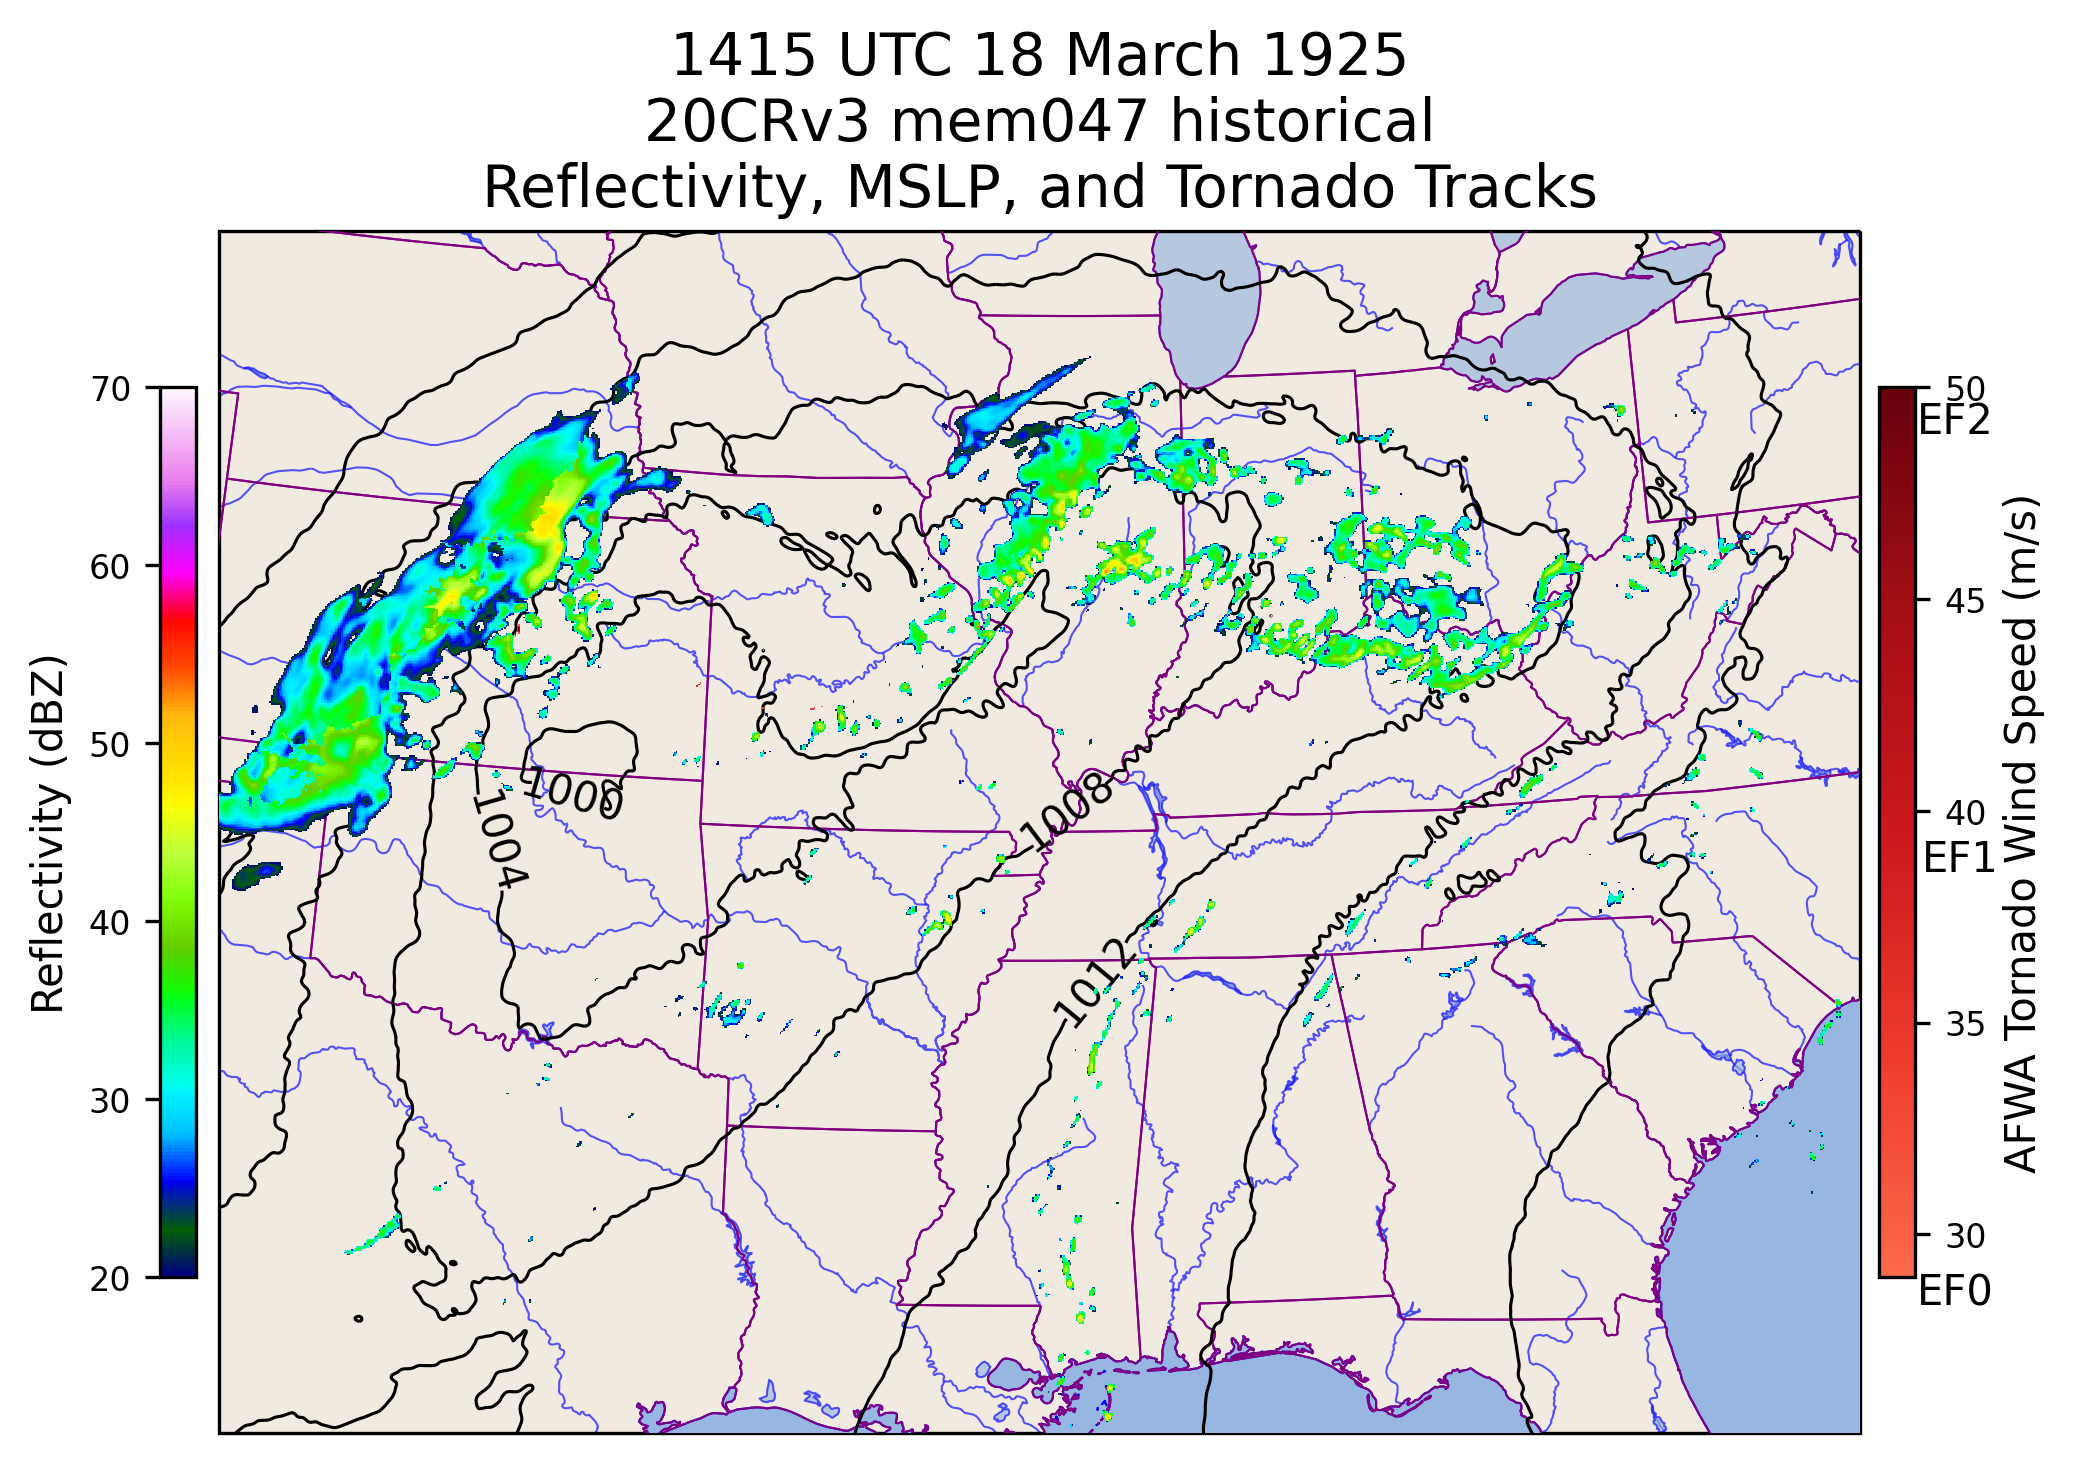 1415 UTC 18 March 1925
20CRv3 mem047 historical
Reflectivity, MSLP, and Tornado Tracks
Reflectivity (dBZ)
70
60
50
40
30
20
1000
1004
1008
1012
50
EF2
45
40
EF1
35
30
EF0
AFWA Tornado Wind Speed (m/s)